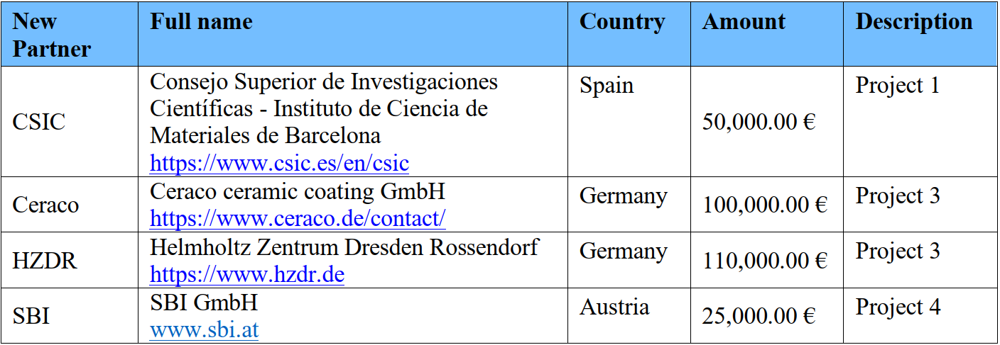 New Partner Full name Country Amount Description
CSIC
Consejo Superior de Investigaciones
Científicas - Instituto de Ciencia de
Materiales de Barcelona
https://www.csic.es/en/csic
Spain
50,000.00 €
Project 1
Ceraco
Ceraco ceramic coating GmbH
https://www.ceraco.de/contact/
Germany
100,000.00 €
Project 3
HZDR
Helmholtz Zentrum Dresden Rossendorf
https://www.hzdr.de
Germany
110,000.00 €
Project 3
SBI
SBI GmbH
www.sbi.at
Austria
25,000.00 €
Project 4